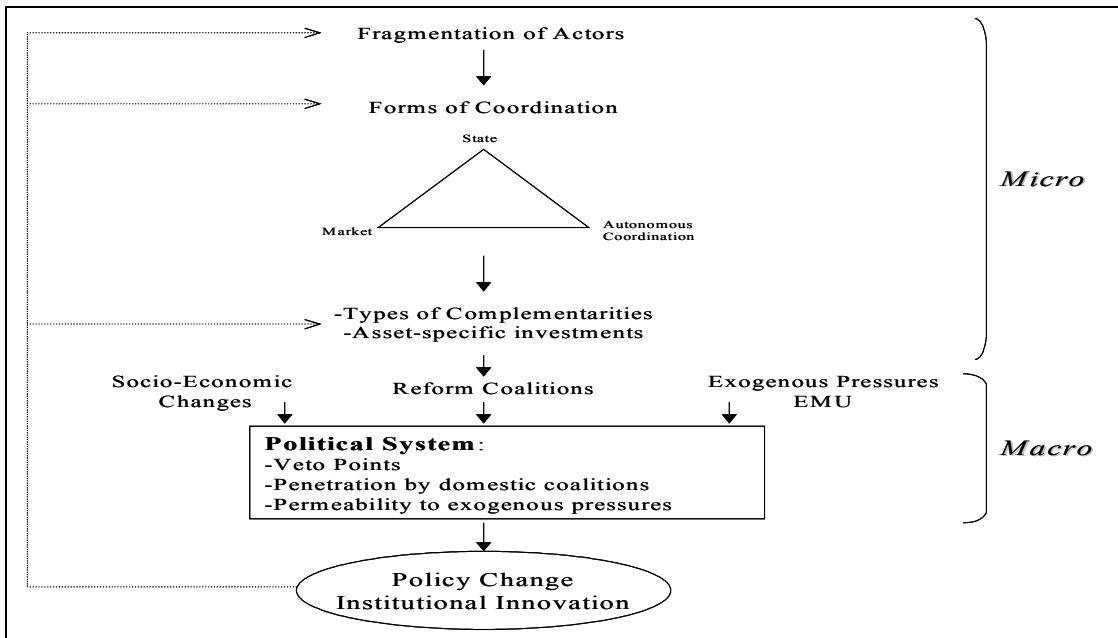 Fragmentation of Actors
Forms of Coordination
State
Market
Autonomous
Coordination
Micro
-Types of Complementarities
-Asset-specific investments
Socio-Economic
Changes
Reform Coalitions
Exogenous Pressures
EMU
Political System:
-Veto Points
-Penetration by domestic coalitions
-Permeability to exogenous pressures
Macro
Policy Change
Institutional Innovation